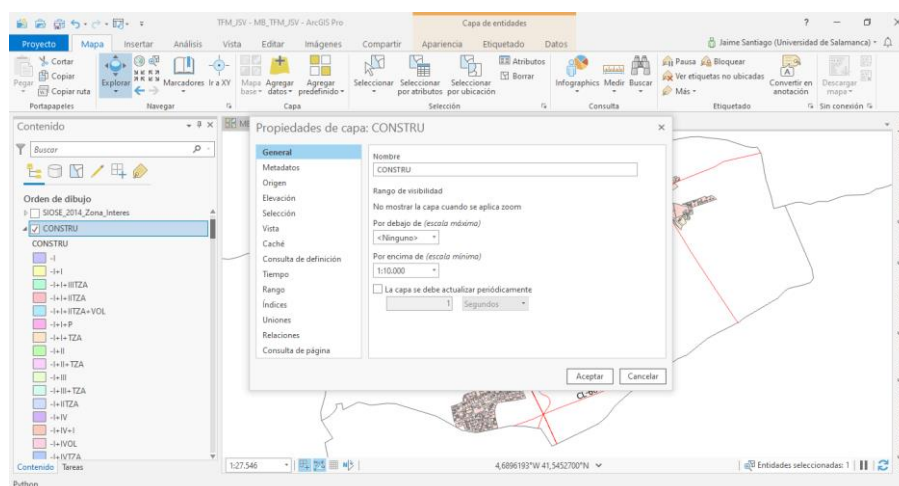 TFM_JSV - MB_TFM_JSV - ArcGIS Pro
Capa de entidades
?
Proyecto Mapa Insertar Análisis Vista Editar Imágenes Compartir Apariencia Etiquetado Datos
Jaime Santiago (Universidad de Salamanca)
Pegar
Cortar
Copiar
Copiar ruta
Explorar
Marcadores
Ir a XY
Mapa base
Agregar datos
Agregar predefinido
Seleccionar
Seleccionar por atributos
Seleccionar por ubicación
Atributos
Borrar
Infographics
Medir
Buscar
Pausa
Bloquear
Ver etiquetas no ubicadas
Más
Convertir en anotación
Descargar mapa
Portapapeles Navegar Capa Selección Consulta Etiquetado Sin conexión
Contenido
Buscar
Orden de dibujo
SIOSE_2014_Zona_Interes
CONSTRU
CONSTRU
-I
-I+I
-I+I+IIITZA
-I+I+IITZA
-I+I+IITZA+VOL
-I+I+P
-I+I+TZA
-I+II
-I+II+TZA
-I+III
-I+III+TZA
-I+IITZA
-I+IV
-I+IV+I
-I+IVOL
-I+IVTZA
Contenido Tareas
Propiedades de capa: CONSTRU
General
Metadatos
Origen
Elevación
Selección
Vista
Caché
Consulta de definición
Tiempo
Rango
Índices
Uniones
Relaciones
Consulta de página
Nombre
CONSTRU
Rango de visibilidad
No mostrar la capa cuando se aplica zoom
Por debajo de (escala máxima)
<Ninguno>
Por encima de (escala mínima)
1:10.000
La capa se debe actualizar periódicamente
1 Segundos
Aceptar Cancelar
1:27.546
4,6896193°W 41,5452700°N
Entidades seleccionadas: 1
Python